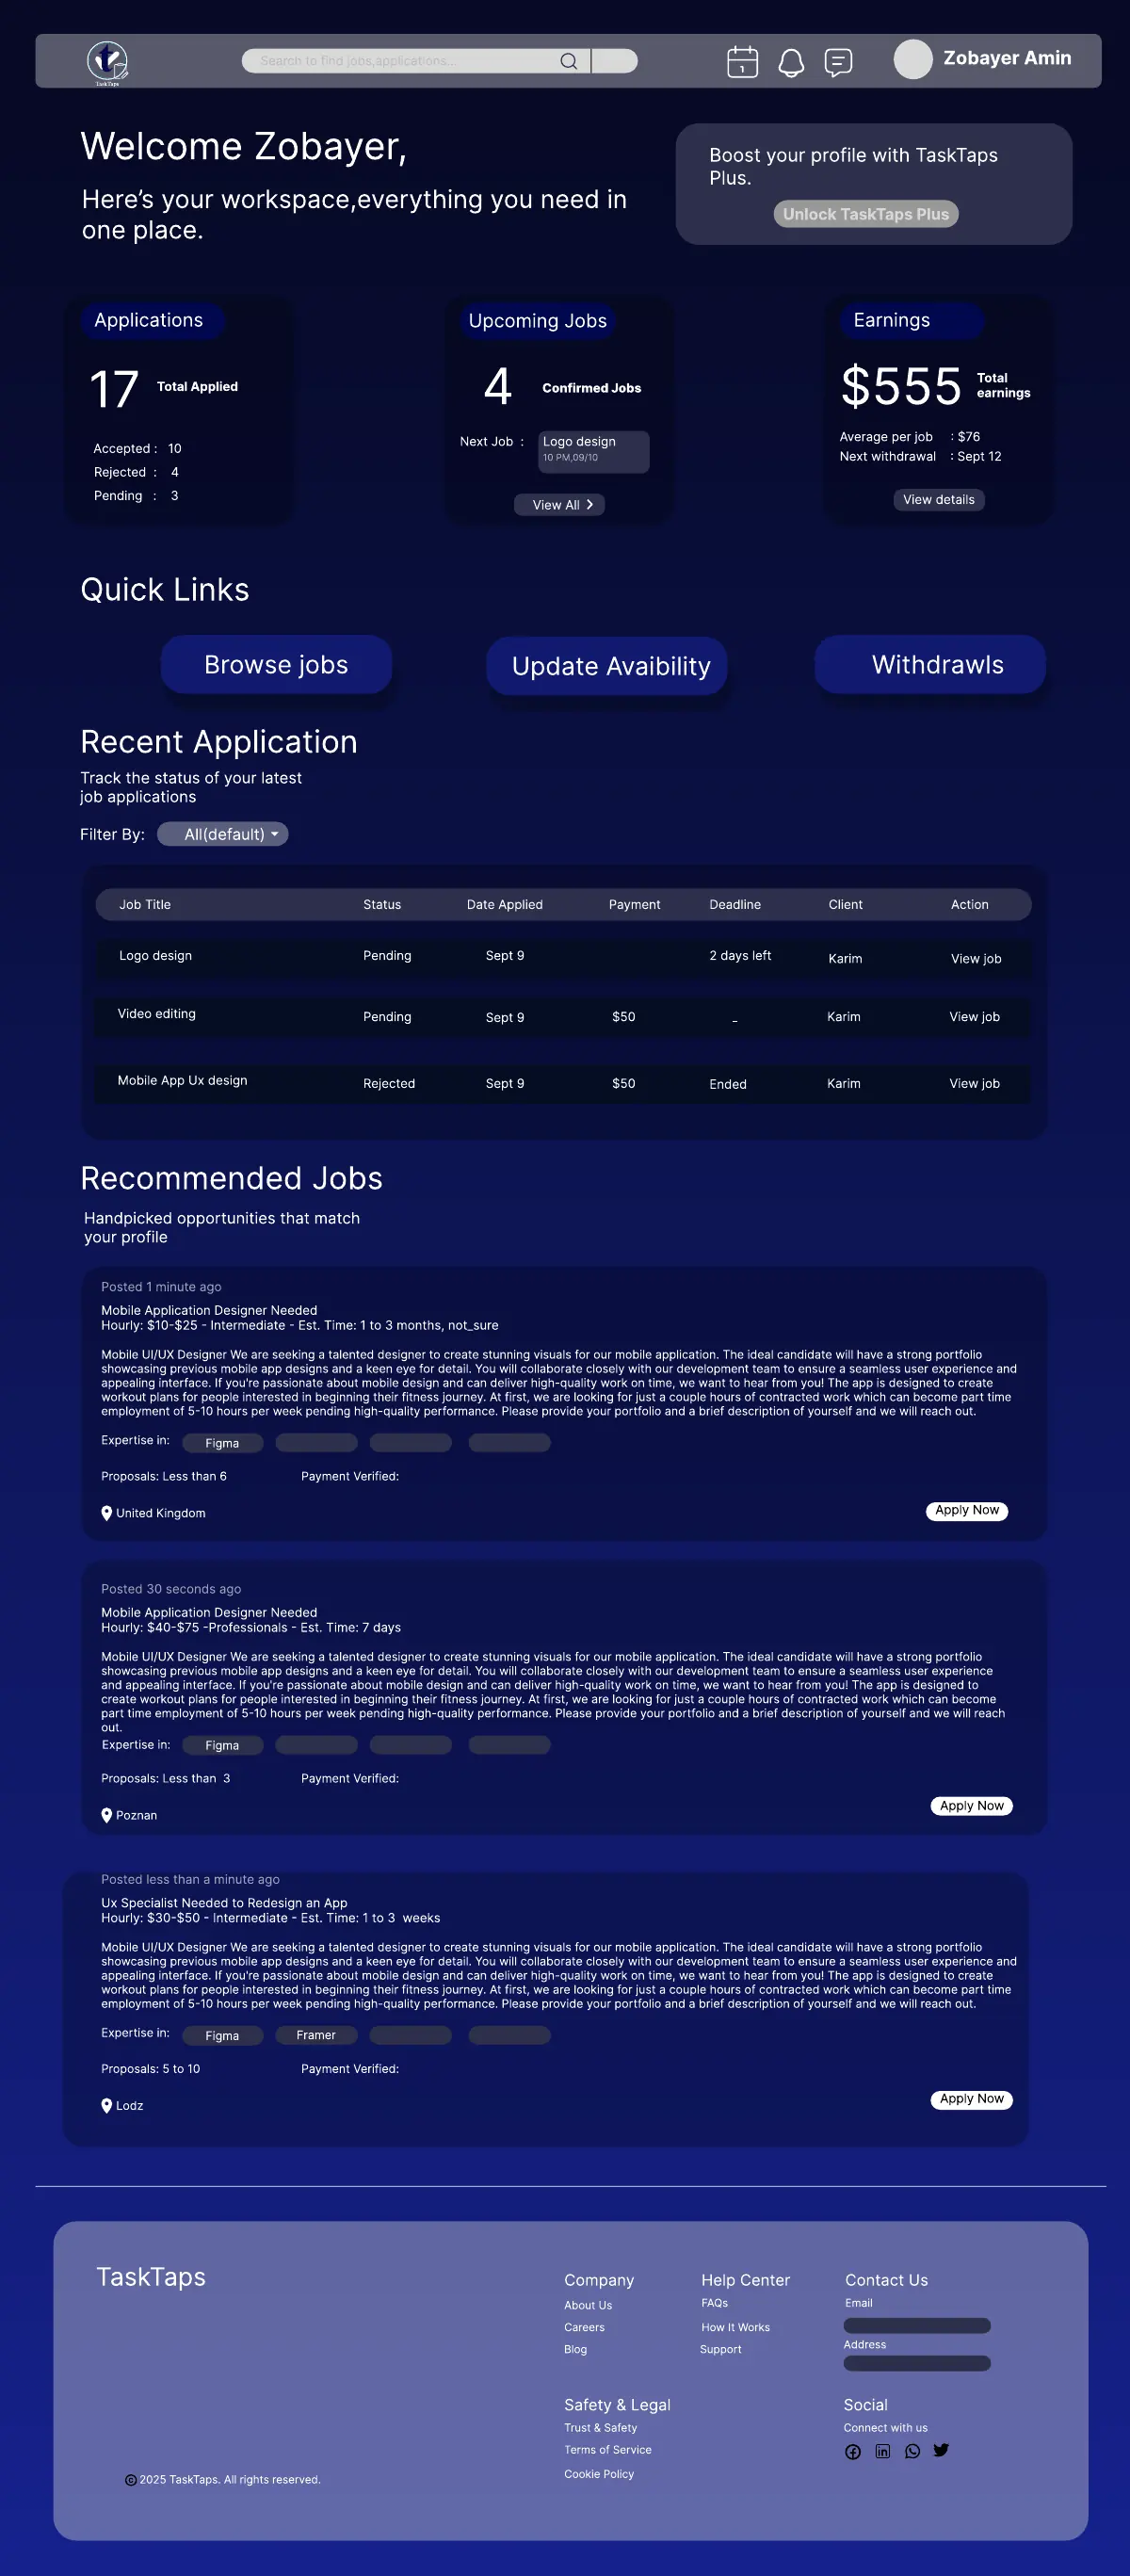 TaskTaps
Search to find jobs,applications...
1
Zobayer Amin
Welcome Zobayer,
Here's your workspace,everything you need in
one place.
Boost your profile with TaskTaps
Plus.
Unlock TaskTaps Plus
Applications
17 Total Applied
Accepted : 10
Rejected : 4
Pending : 3
Upcoming Jobs
4 Confirmed Jobs
Next Job : Logo design
10 PM,09/10
View All >
Earnings
$555 Total
earnings
Average per job : $76
Next withdrawal : Sept 12
View details
Quick Links
Browse jobs
Update Avaibility
Withdrawls
Recent Application
Track the status of your latest
job applications
Filter By: All(default)
Job Title Status Date Applied Payment Deadline Client Action
Logo design Pending Sept 9 2 days left Karim View job
Video editing Pending Sept 9 $50 _ Karim View job
Mobile App Ux design Rejected Sept 9 $50 Ended Karim View job
Recommended Jobs
Handpicked opportunities that match
your profile
Posted 1 minute ago
Mobile Application Designer Needed
Hourly: $10-$25 - Intermediate - Est. Time: 1 to 3 months, not_sure
Mobile UI/UX Designer We are seeking a talented designer to create stunning visuals for our mobile application. The ideal candidate will have a strong portfolio
showcasing previous mobile app designs and a keen eye for detail. You will collaborate closely with our development team to ensure a seamless user experience and
appealing interface. If you're passionate about mobile design and can deliver high-quality work on time, we want to hear from you! The app is designed to create
workout plans for people interested in beginning their fitness journey. At first, we are looking for just a couple hours of contracted work which can become part time
employment of 5-10 hours per week pending high-quality performance. Please provide your portfolio and a brief description of yourself and we will reach out.
Expertise in: Figma
Proposals: Less than 6 Payment Verified:
United Kingdom
Apply Now
Posted 30 seconds ago
Mobile Application Designer Needed
Hourly: $40-$75 -Professionals - Est. Time: 7 days
Mobile UI/UX Designer We are seeking a talented designer to create stunning visuals for our mobile application. The ideal candidate will have a strong portfolio
showcasing previous mobile app designs and a keen eye for detail. You will collaborate closely with our development team to ensure a seamless user experience
and appealing interface. If you're passionate about mobile design and can deliver high-quality work on time, we want to hear from you! The app is designed to
create workout plans for people interested in beginning their fitness journey. At first, we are looking for just a couple hours of contracted work which can become
part time employment of 5-10 hours per week pending high-quality performance. Please provide your portfolio and a brief description of yourself and we will reach
out.
Expertise in: Figma
Proposals: Less than 3 Payment Verified:
Poznan
Apply Now
Posted less than a minute ago
Ux Specialist Needed to Redesign an App
Hourly: $30-$50 - Intermediate - Est. Time: 1 to 3 weeks
Mobile UI/UX Designer We are seeking a talented designer to create stunning visuals for our mobile application. The ideal candidate will have a strong portfolio
showcasing previous mobile app designs and a keen eye for detail. You will collaborate closely with our development team to ensure a seamless user experience and
appealing interface. If you're passionate about mobile design and can deliver high-quality work on time, we want to hear from you! The app is designed to create
workout plans for people interested in beginning their fitness journey. At first, we are looking for just a couple hours of contracted work which can become part time
employment of 5-10 hours per week pending high-quality performance. Please provide your portfolio and a brief description of yourself and we will reach out.
Expertise in: Figma Framer
Proposals: 5 to 10 Payment Verified:
Lodz
Apply Now
TaskTaps
Company
About Us
Careers
Blog
Help Center
FAQs
How It Works
Support
Contact Us
Email
Address
Safety & Legal
Trust & Safety
Terms of Service
Cookie Policy
Social
Connect with us
© 2025 TaskTaps. All rights reserved.